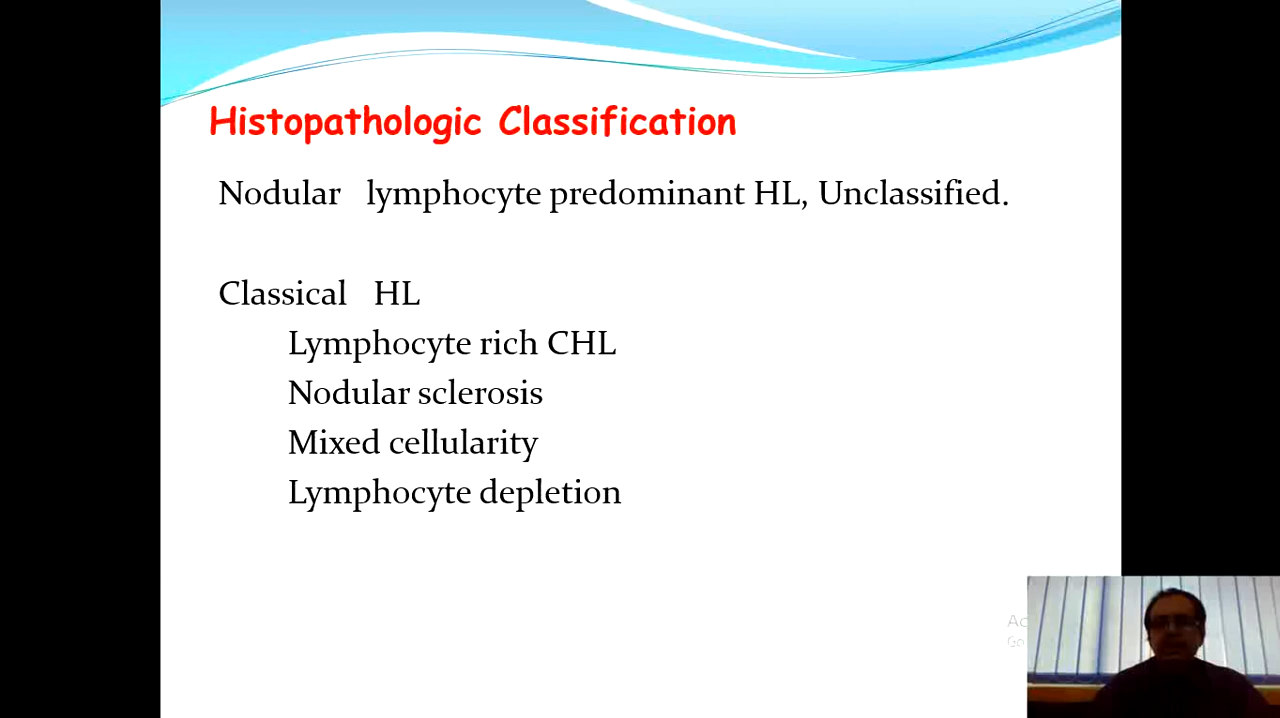 Histopathologic Classification
Nodular lymphocyte predominant HL, Unclassified.
Classical HL
Lymphocyte rich CHL
Nodular sclerosis
Mixed cellularity
Lymphocyte depletion